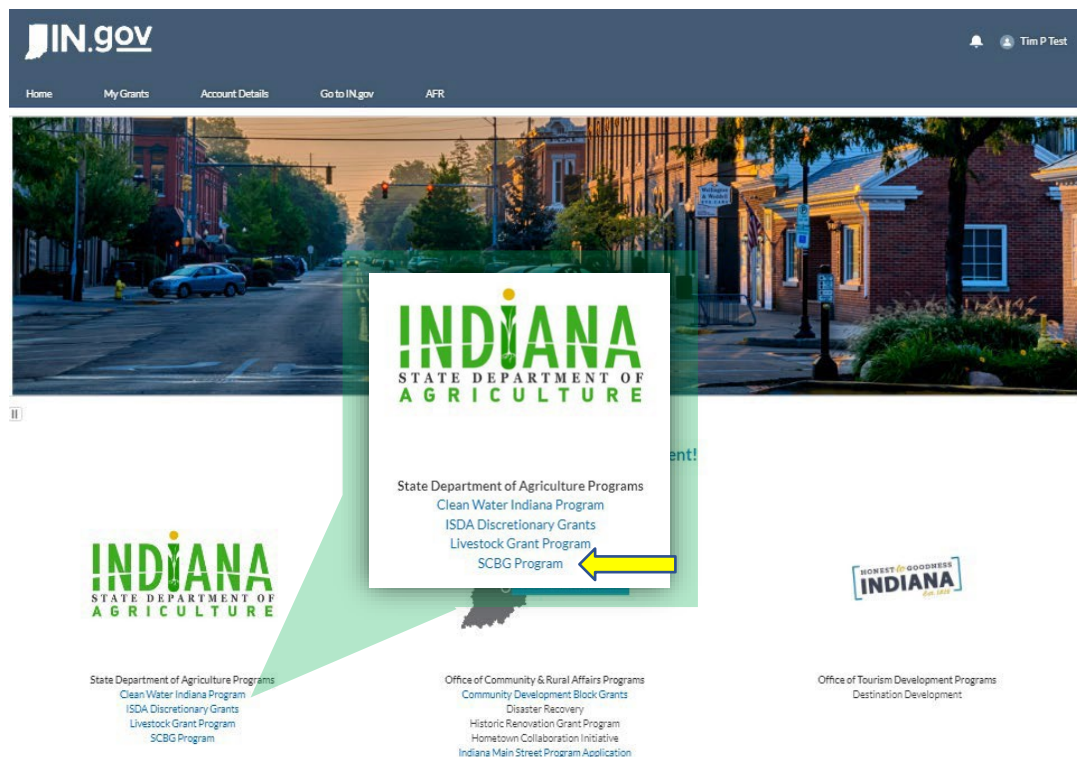 IN.gov
Tim P Test
Home My Grants Account Details Go to IN.gov AFR
INDIANA
STATE DEPARTMENT OF
AGRICULTURE
ent!
State Department of Agriculture Programs
Clean Water Indiana Program
ISDA Discretionary Grants
Livestock Grant Program
SCBG Program
INDIANA
STATE DEPARTMENT OF
AGRICULTURE
State Department of Agriculture Programs
Clean Water Indiana Program
ISDA Discretionary Grants
Livestock Grant Program
SCBG Program
Office of Community & Rural Affairs Programs
Community Development Block Grants
Disaster Recovery
Historic Renovation Grant Program
Hometown Collaboration Initiative
Indiana Main Street Program Application
HONEST to GOODNESS
INDIANA
Office of Tourism Development Programs
Destination Development